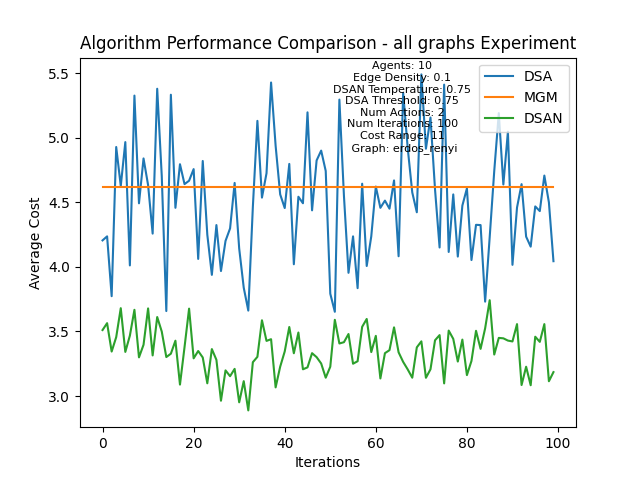 Algorithm Performance Comparison - all graphs Experiment
Agents: 10
Edge Density: 0.1
DSAN Temperature: 0.75
DSA Threshold: 0.75
Num Actions: 2
Num Iterations: 100
Cost Range: 11
Graph: erdos_renyi
DSA
MGM
DSAN
5.5
5.0
4.5
4.0
3.5
3.0
Average Cost
0 20 40 60 80 100
Iterations